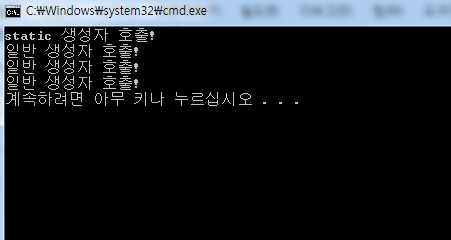 C:\Windows\system32\cmd.exe
static 생성자 호출!
일반 생성자 호출!
일반 생성자 호출!
일반 생성자 호출!
계속하려면 아무 키나 누르십시오 . . .